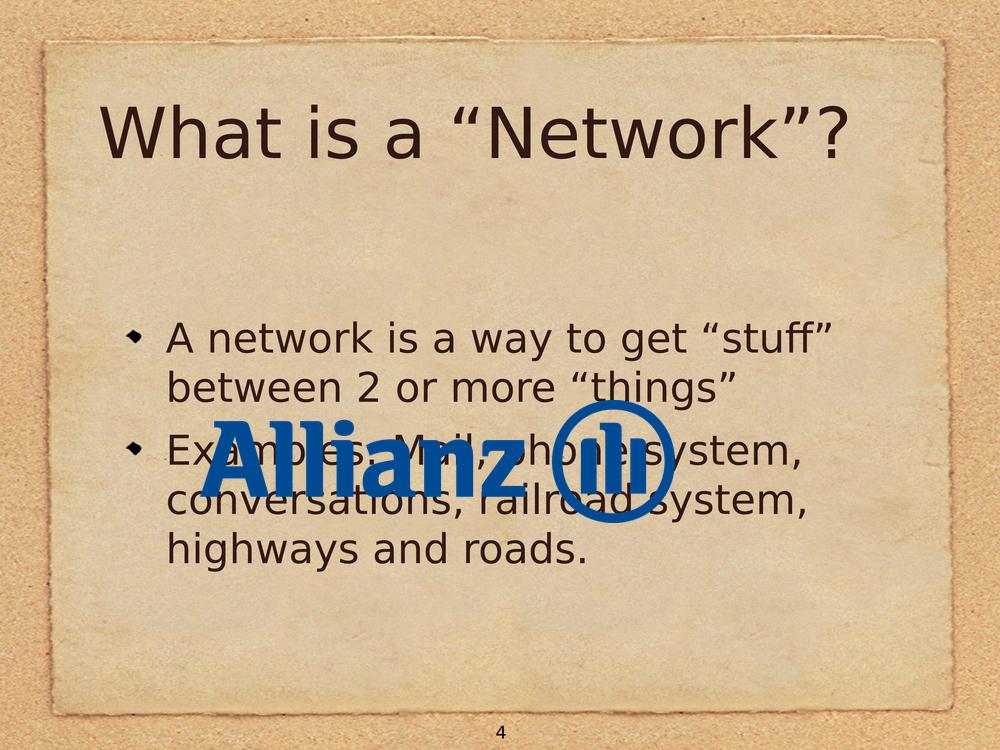 What is a “Network”?
A network is a way to get “stuff”
between 2 or more “things”
Examples: Mail, phone system,
Allianz
conversations, railroad system,
highways and roads.
4